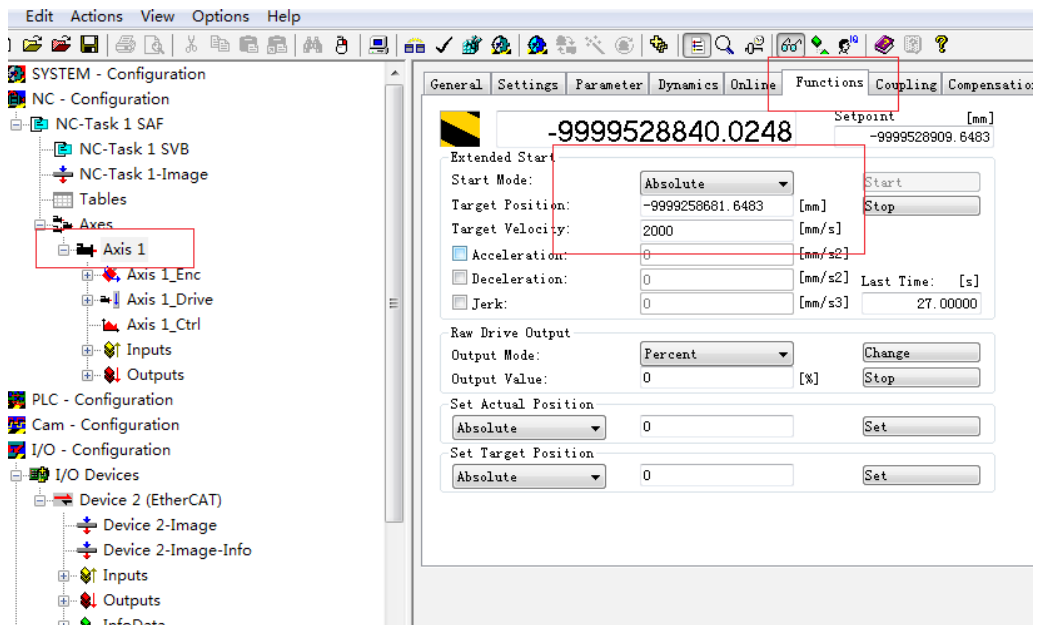 Edit Actions View Options Help
SYSTEM - Configuration
NC - Configuration
NC-Task 1 SAF
NC-Task 1 SVB
NC-Task 1-Image
Tables
Axes
Axis 1
Axis 1_Enc
Axis 1_Drive
Axis 1_Ctrl
Inputs
Outputs
PLC - Configuration
Cam - Configuration
I/O - Configuration
I/O Devices
Device 2 (EtherCAT)
Device 2-Image
Device 2-Image-Info
Inputs
Outputs
InfoData
General Settings Parameter Dynamics Online Functions Coupling Compensation
-9999528840.0248
Setpoint [mm]
-9999528909.6483
Extended Start
Start Mode: Absolute Start
Target Position: -9999258681.6483 [mm] Stop
Target Velocity: 2000 [mm/s]
Acceleration: 0 [mm/s2]
Deceleration: 0 [mm/s2] Last Time: [s]
Jerk: 0 [mm/s3] 27.00000
Raw Drive Output
Output Mode: Percent Change
Output Value: 0 [%] Stop
Set Actual Position
Absolute 0 Set
Set Target Position
Absolute 0 Set